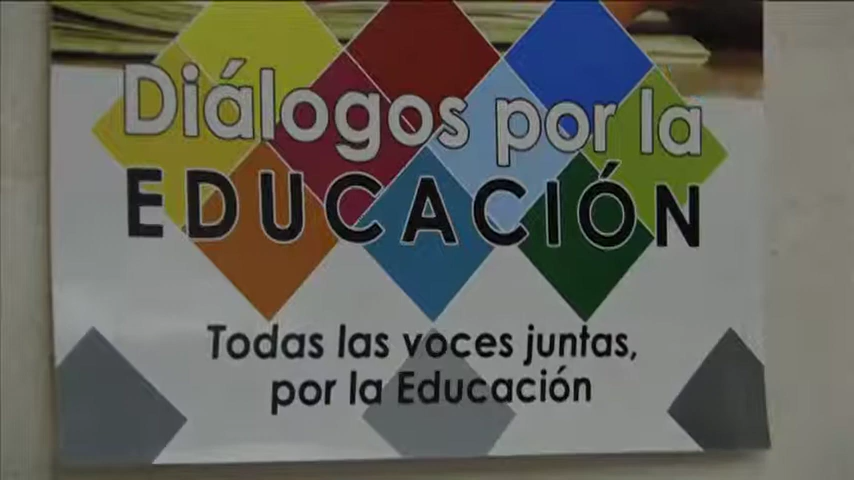 Diálogos por la
EDUCACIÓN
Todas las voces juntas,
por la Educación